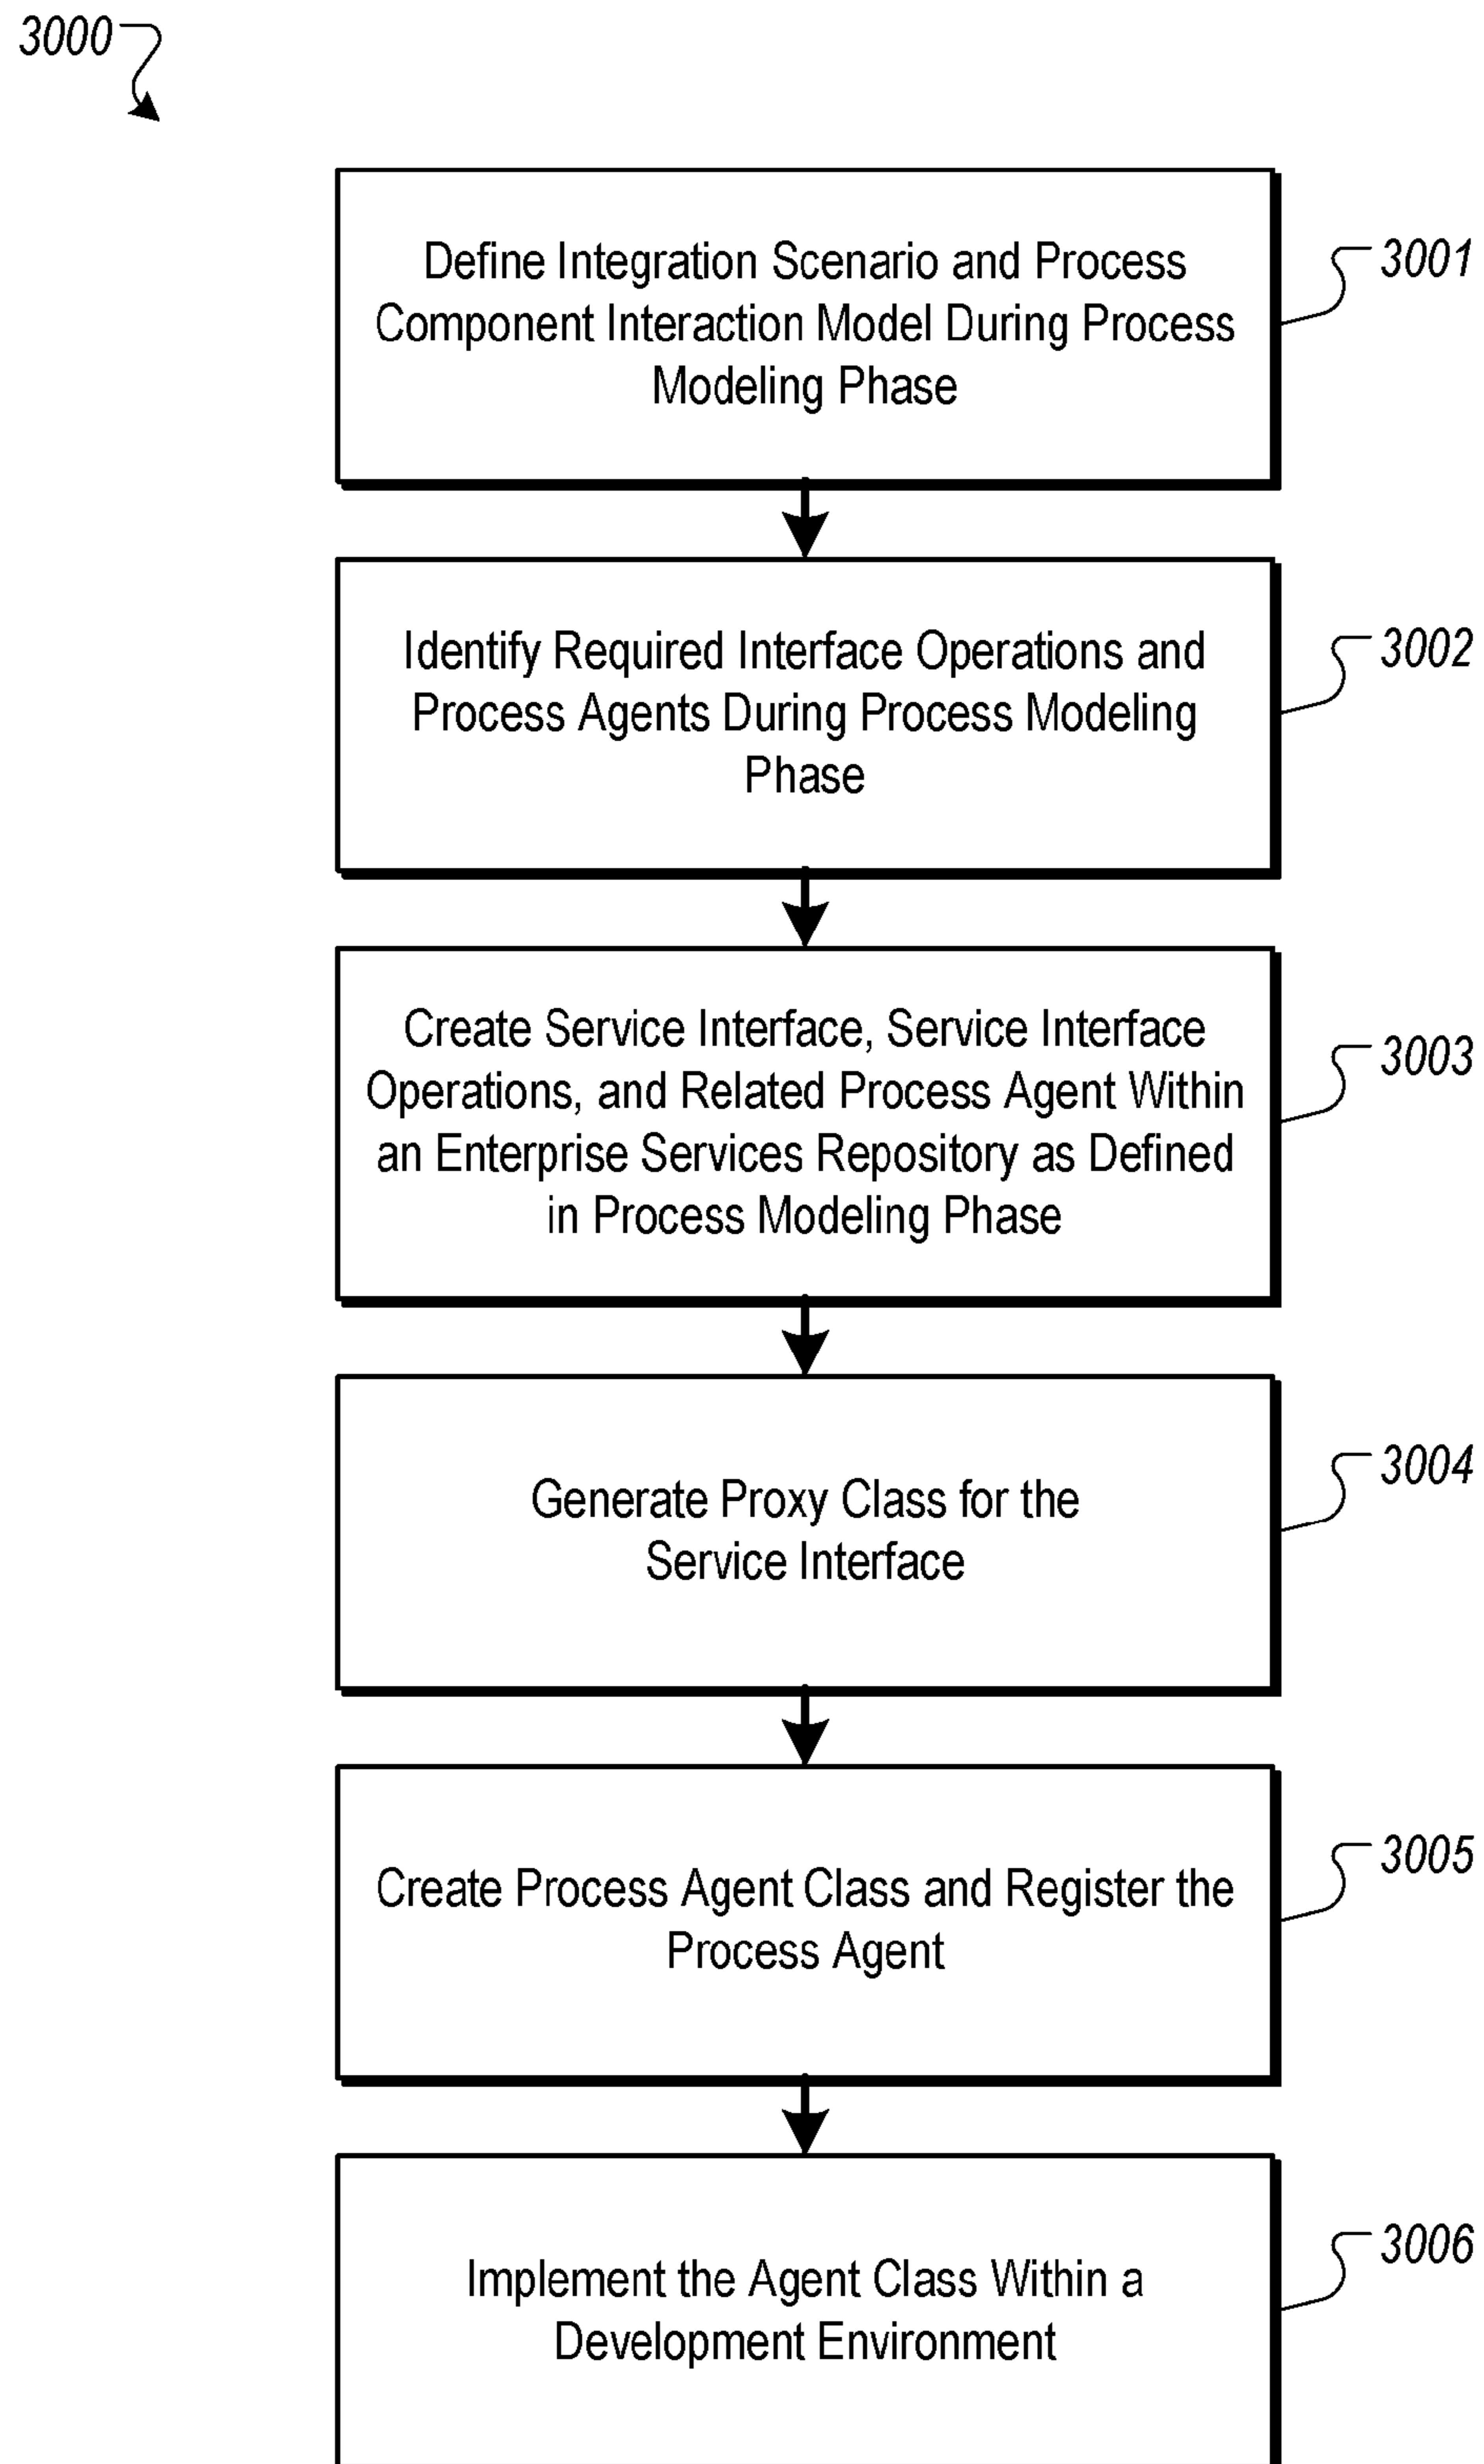 3000
Define Integration Scenario and Process
Component Interaction Model During Process
Modeling Phase
3001
Identify Required Interface Operations and
Process Agents During Process Modeling
Phase
3002
Create Service Interface, Service Interface
Operations, and Related Process Agent Within
an Enterprise Services Repository as Defined
in Process Modeling Phase
3003
Generate Proxy Class for the
Service Interface
3004
Create Process Agent Class and Register the
Process Agent
3005
Implement the Agent Class Within a
Development Environment
3006